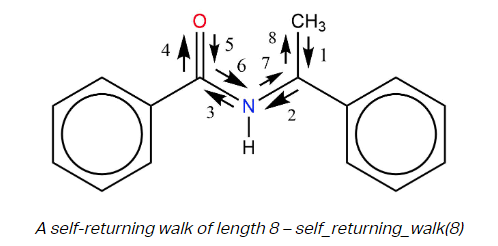 O
CH3
4
5
8
1
6
7
3
N
2
H
A self-returning walk of length 8 – self_returning_walk(8)